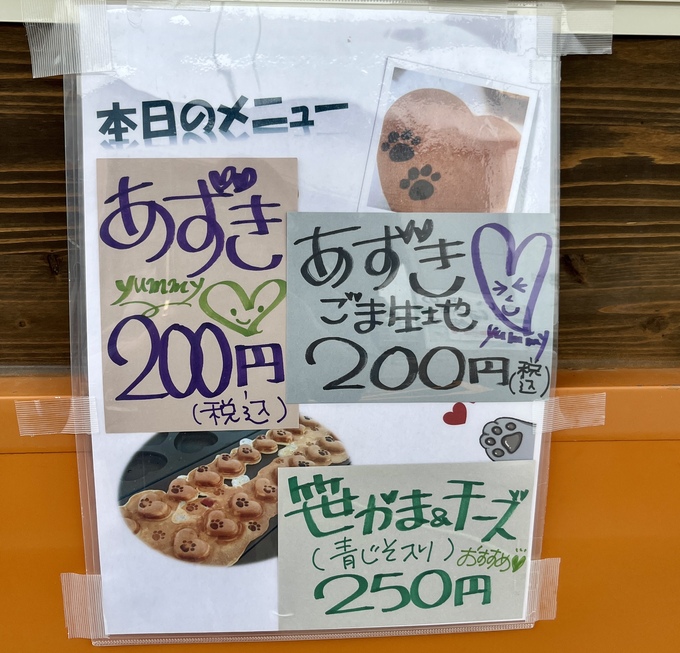 本日のメニュー
あずき
yummy
200円
(税込)
あずき
ごま生地
yummy
200円(税込)
笹かま&チーズ
(青じそ入り)
おすすめ
250円